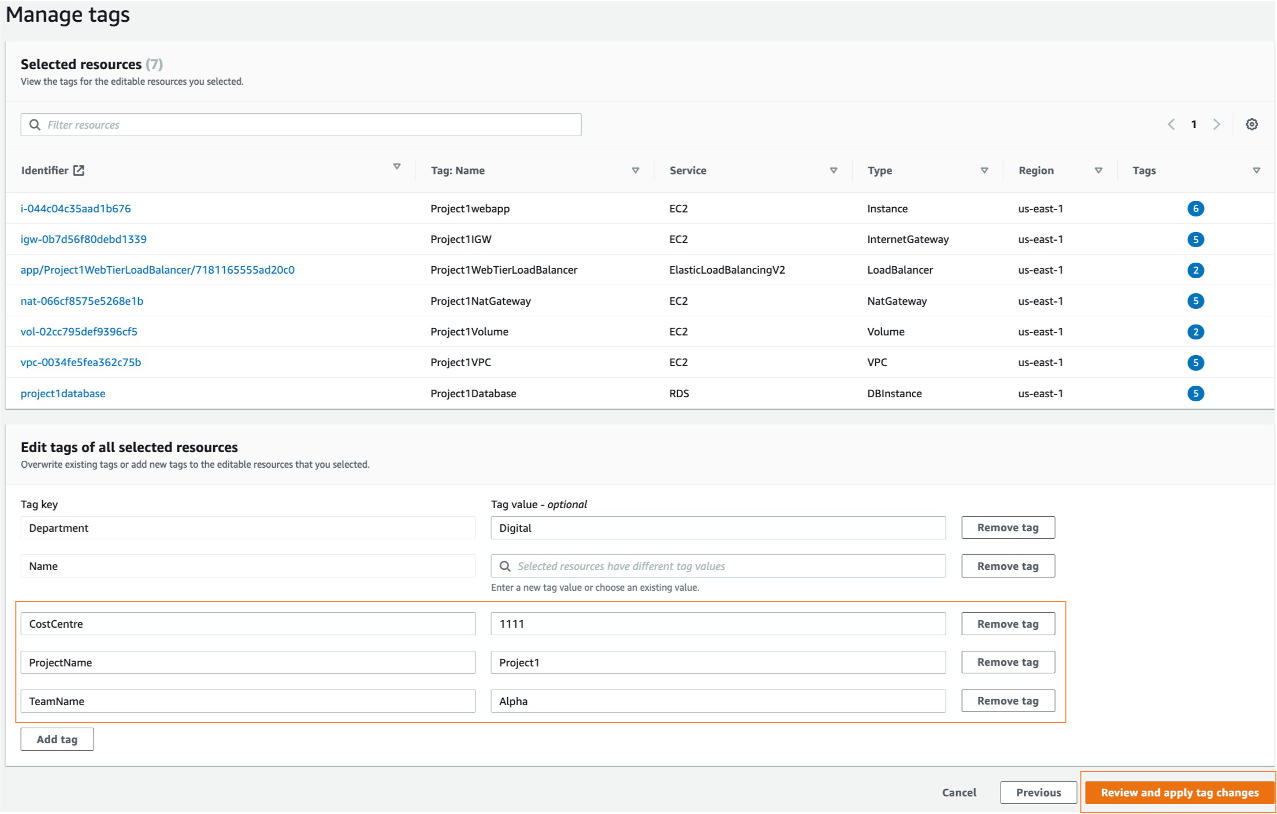 Manage tags
Selected resources (7)
View the tags for the editable resources you selected.
Filter resources
1
Identifier Tag: Name Service Type Region Tags
i-044c04c35aad1b676 Project1webapp EC2 Instance us-east-1 6
igw-0b7d56f80debd1339 Project1IGW EC2 InternetGateway us-east-1 5
app/Project1WebTierLoadBalancer/7181165555ad20c0 Project1WebTierLoadBalancer ElasticLoadBalancingV2 LoadBalancer us-east-1 2
nat-066cf8575e5268e1b Project1NatGateway EC2 NatGateway us-east-1 5
vol-02cc795def9396cf5 Project1Volume EC2 Volume us-east-1 2
vpc-0034fe5fea362c75b Project1VPC EC2 VPC us-east-1 5
project1database Project1Database RDS DBInstance us-east-1 5
Edit tags of all selected resources
Overwrite existing tags or add new tags to the editable resources that you selected.
Tag key Tag value - optional
Department Digital Remove tag
Name Selected resources have different tag values Remove tag
Enter a new tag value or choose an existing value.
CostCentre 1111 Remove tag
ProjectName Project1 Remove tag
TeamName Alpha Remove tag
Add tag
Cancel Previous Review and apply tag changes